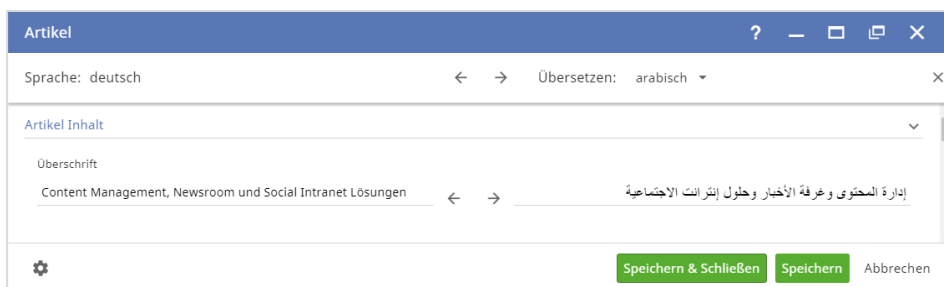 Artikel
Sprache: deutsch Übersetzen: arabisch
Artikel Inhalt
Überschrift
Content Management, Newsroom und Social Intranet Lösungen إدارة المحتوى وغرفة الأخبار وحلول إنترانت الاجتماعية
Speichern & Schließen Speichern Abbrechen